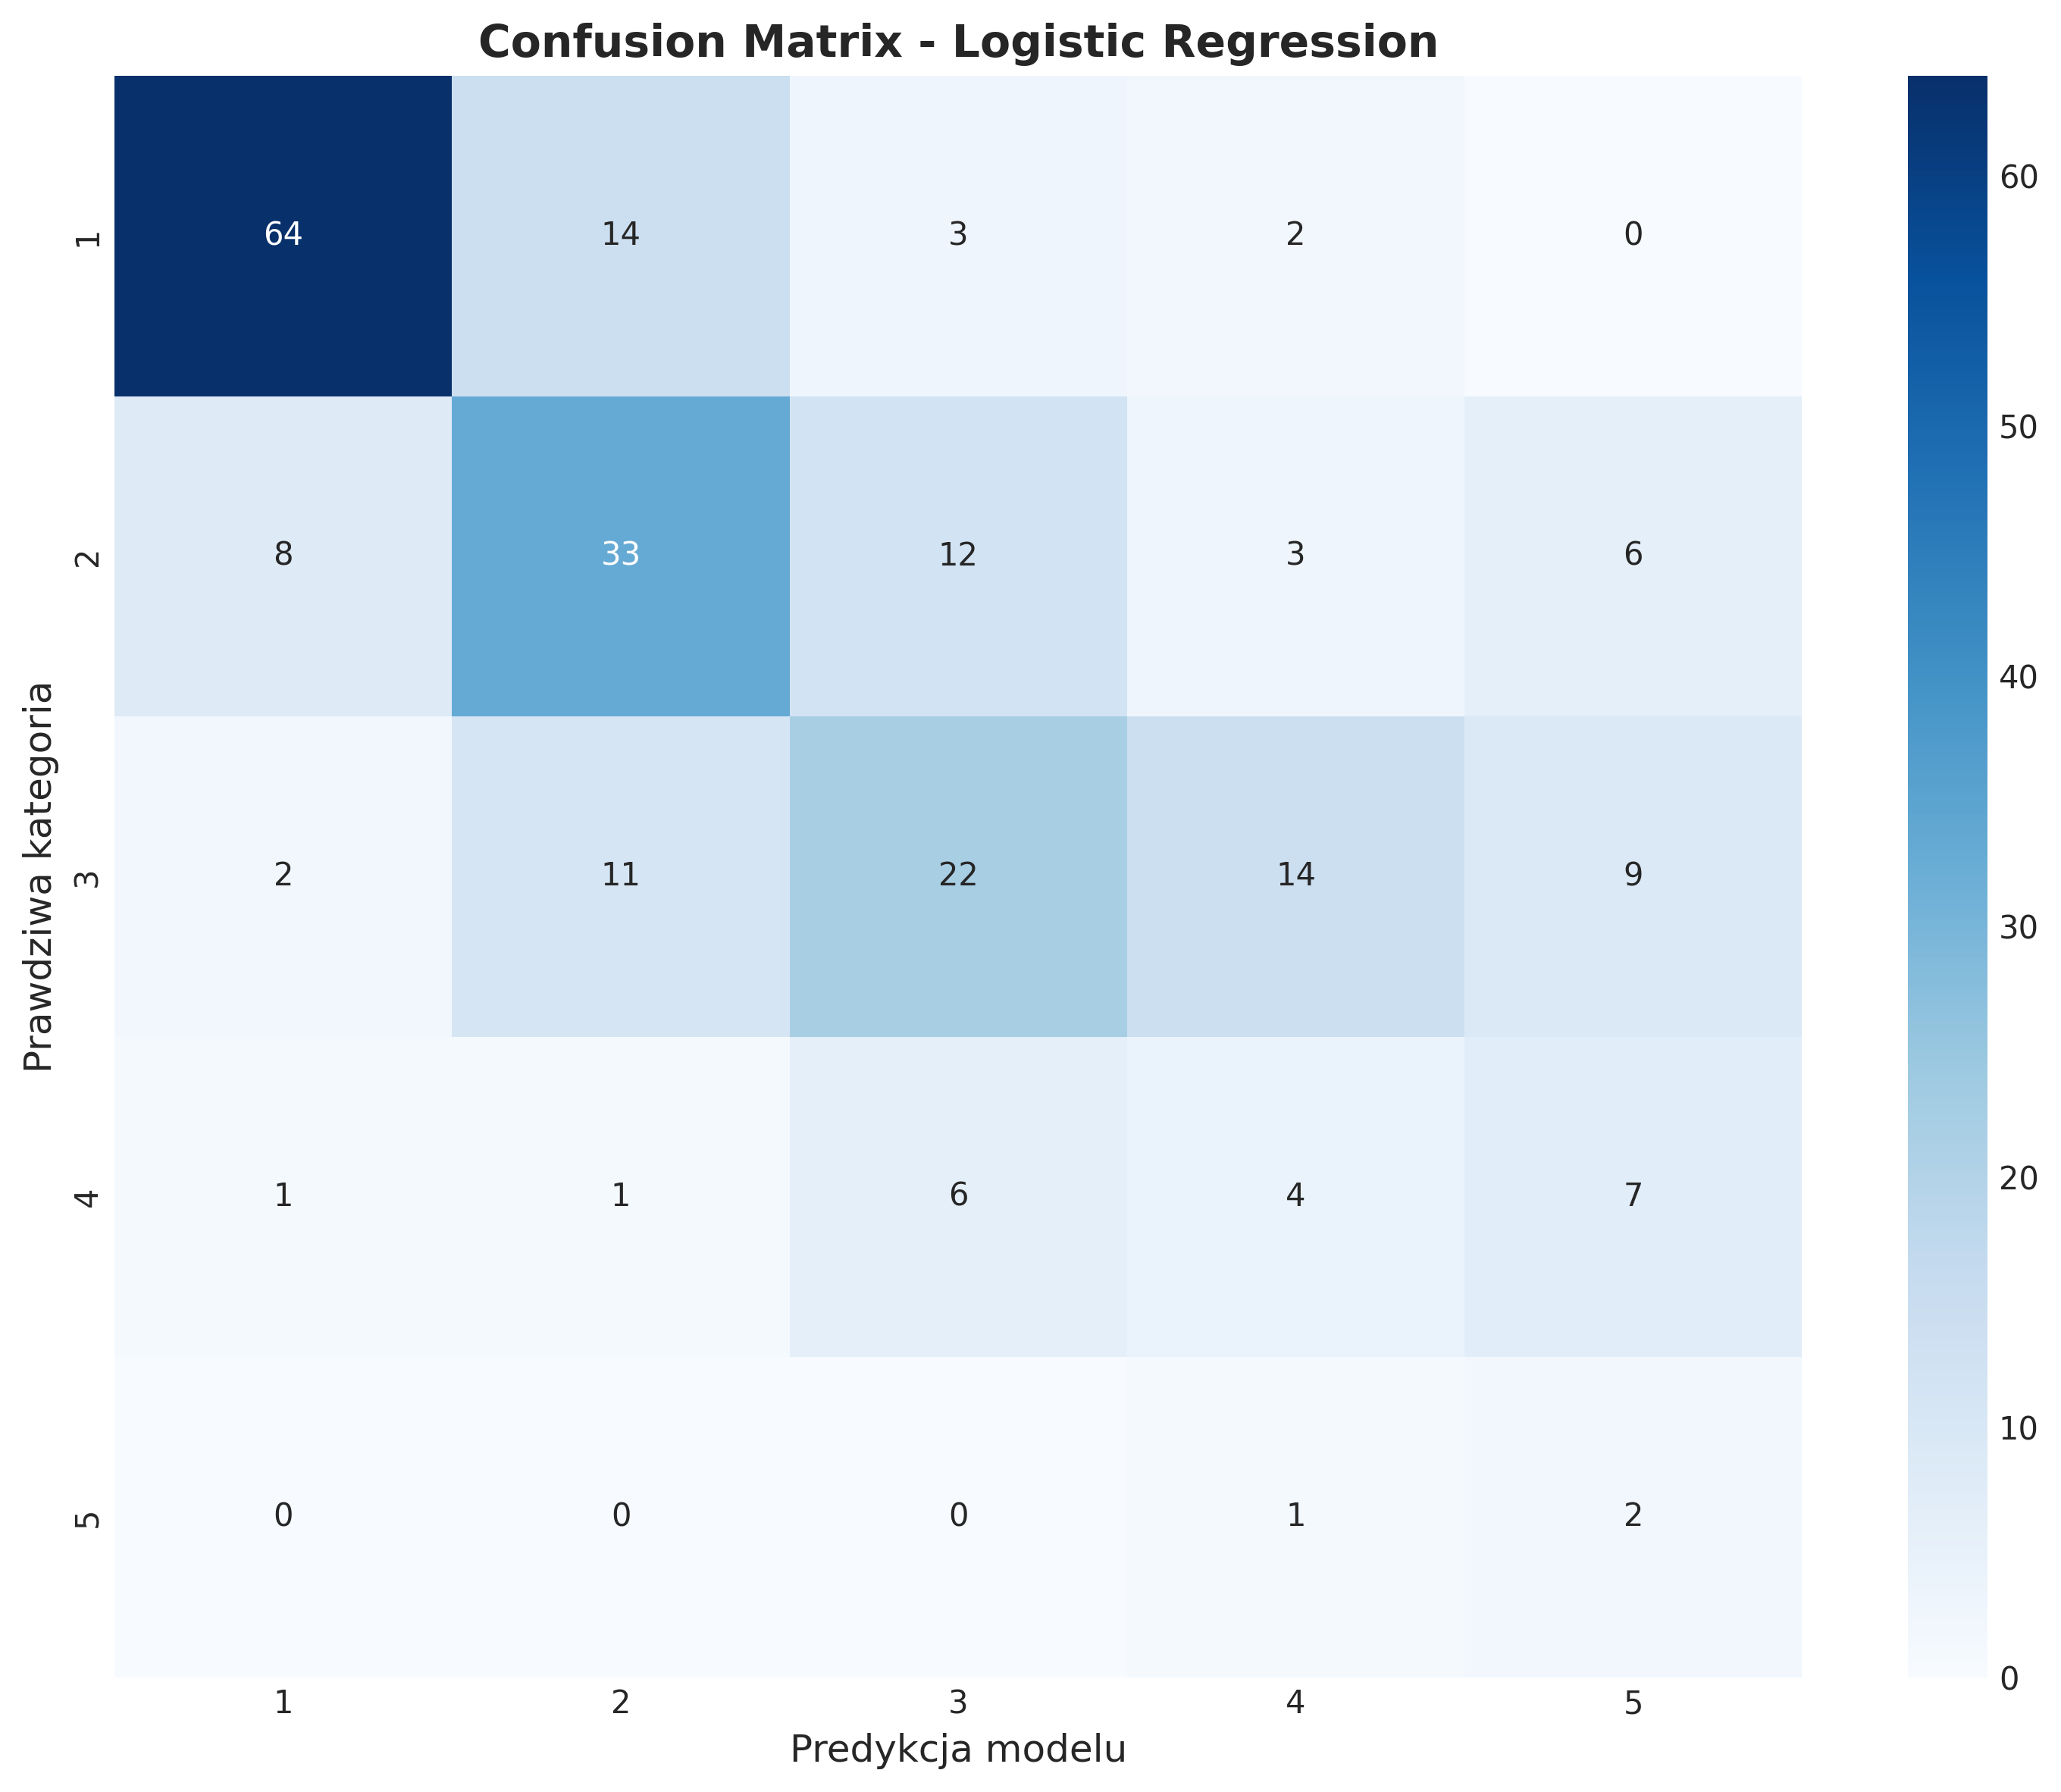 Confusion Matrix - Logistic Regression
Prawdziwa kategoria
1 64 14 3 2 0
2 8 33 12 3 6
3 2 11 22 14 9
4 1 1 6 4 7
5 0 0 0 1 2
1 2 3 4 5
Predykcja modelu
60
50
40
30
20
10
0